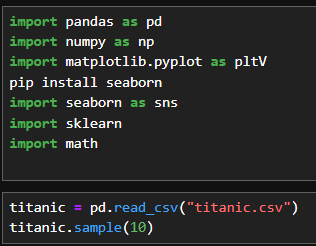 import pandas as pd
import numpy as np
import matplotlib.pyplot as pltV
pip install seaborn
import seaborn as sns
import sklearn
import math
titanic = pd.read_csv("titanic.csv")
titanic.sample(10)